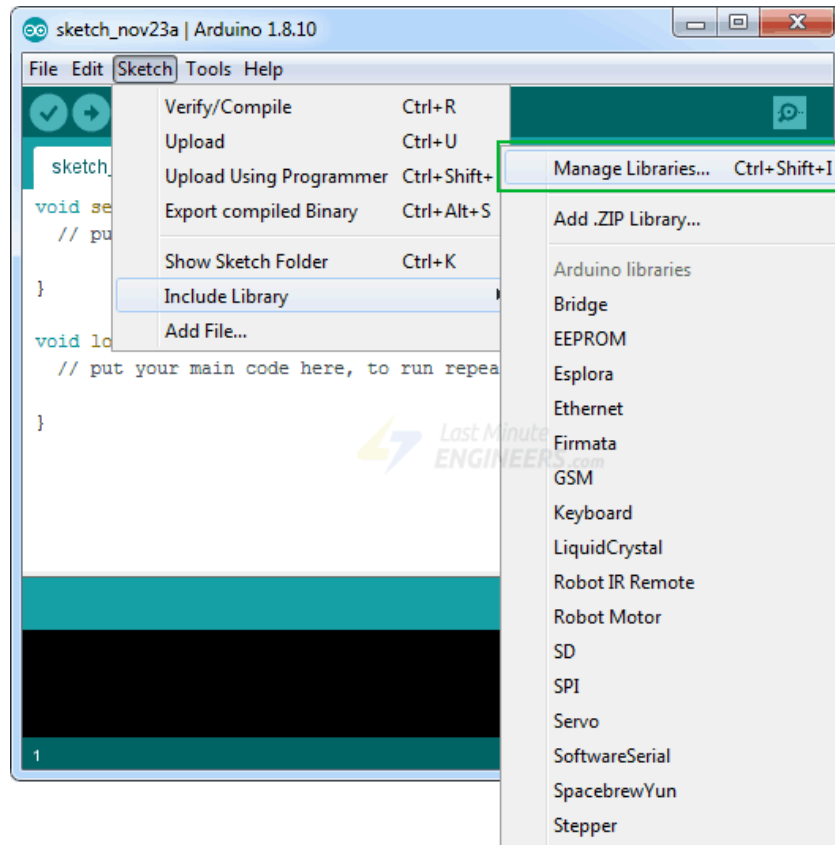 sketch_nov23a | Arduino 1.8.10
File Edit Sketch Tools Help
Verify/Compile Ctrl+R
Upload Ctrl+U
Upload Using Programmer Ctrl+Shift+
Export compiled Binary Ctrl+Alt+S
Show Sketch Folder Ctrl+K
Include Library
Add File...
Manage Libraries... Ctrl+Shift+I
Add .ZIP Library...
Arduino libraries
Bridge
EEPROM
Esplora
Ethernet
Firmata
GSM
Keyboard
LiquidCrystal
Robot IR Remote
Robot Motor
SD
SPI
Servo
SoftwareSerial
SpacebrewYun
Stepper
sketch_
void se
// pu
}
void lo
// put your main code here, to run repea
}
Last Minute
ENGINEERS.com
1